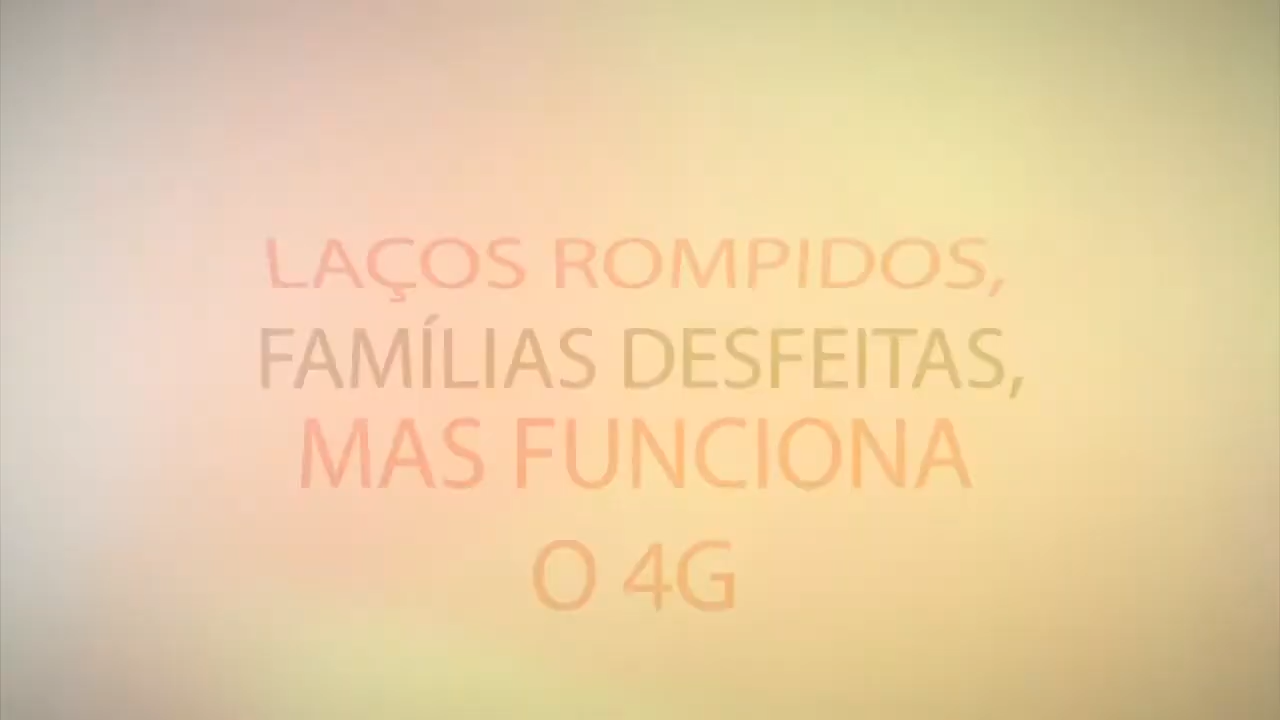 LAÇOS ROMPIDOS,
FAMÍLIAS DESFEITAS,
MAS FUNCIONA
O 4G